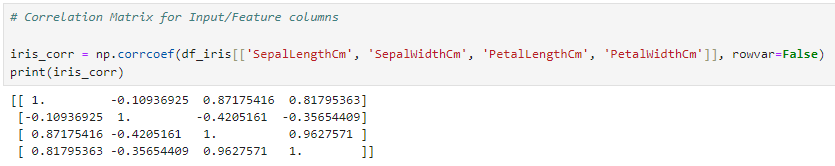 # Correlation Matrix for Input/Feature columns
iris_corr = np.corrcoef(df_iris[['SepalLengthCm', 'SepalWidthCm', 'PetalLengthCm', 'PetalWidthCm']], rowvar=False)
print(iris_corr)
[[ 1.         -0.10936925  0.87175416  0.81795363]
 [-0.10936925  1.         -0.4205161  -0.35654409]
 [ 0.87175416 -0.4205161   1.          0.9627571 ]
 [ 0.81795363 -0.35654409  0.9627571   1.        ]]